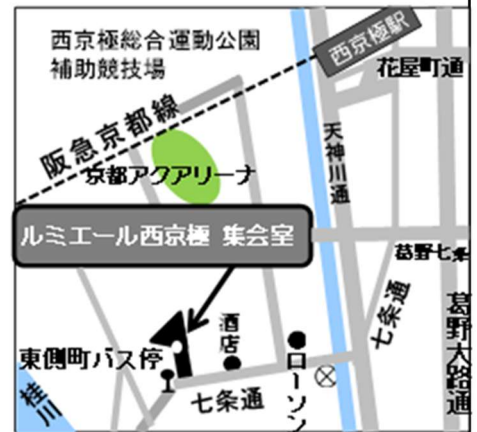 西京極総合運動公園
補助競技場
西京極駅
花屋町通
阪急京都線
京都アクアリーナ
天神川通
ルミエール西京極 集会室
葛野七条
七条通
葛野大路通
酒店
ローソン
東側町バス停
七条通
桂川